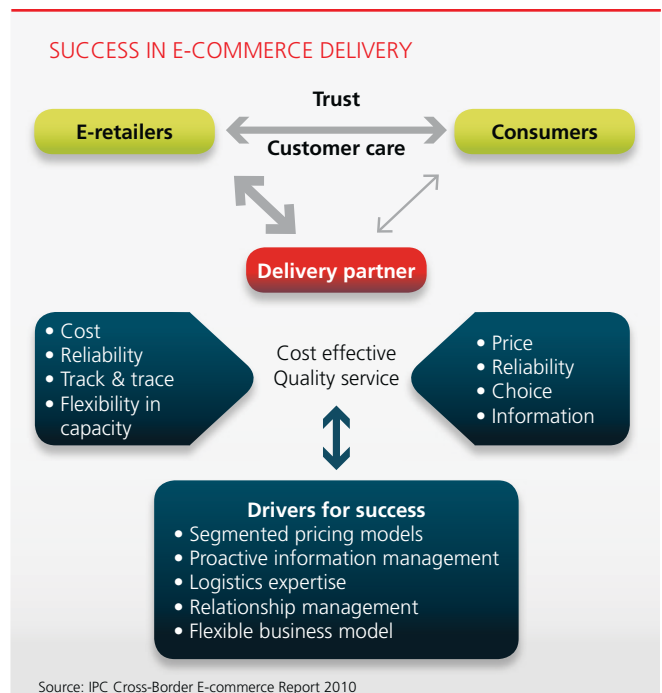 SUCCESS IN E-COMMERCE DELIVERY
Trust
E-retailers
Consumers
Customer care
Delivery partner
• Cost
• Reliability
• Track & trace
• Flexibility in
capacity
Cost effective
Quality service
• Price
• Reliability
• Choice
• Information
Drivers for success
• Segmented pricing models
• Proactive information management
• Logistics expertise
• Relationship management
• Flexible business model
Source: IPC Cross-Border E-commerce Report 2010